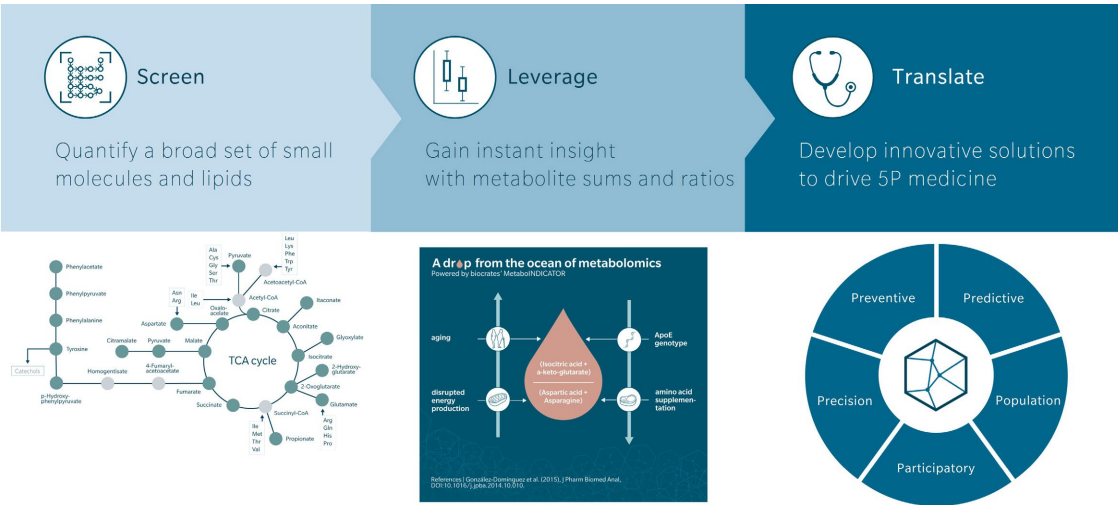 Screen
Quantify a broad set of small
molecules and lipids
Leverage
Gain instant insight
with metabolite sums and ratios
Translate
Develop innovative solutions
to drive 5P medicine
Phenylacetate
Phenylpyruvate
Phenylalanine
Tyrosine
Catechols
p-Hydroxy-
phenylpyruvate
Homogentisate
4-Fumaryl-
acetoacetate
Fumarate
Citramalate
Pyruvate
Malate
Aspartate
Asn
Arg
Oxalo-
acetate
Ile
Leu
Ala
Cys
Gly
Ser
Thr
Pyruvate
Leu
Lys
Phe
Trp
Tyr
Acetoacetyl-CoA
Acetyl-CoA
Citrate
Itaconate
Aconitate
Glyoxylate
Isocitrate
2-Hydroxy-
glutarate
2-Oxoglutarate
Glutamate
Arg
Gln
His
Pro
TCA cycle
Succinate
Succinyl-CoA
Ile
Met
Thr
Val
Propionate
A drop from the ocean of metabolomics
Powered by biocrates' MetaboINDICATOR
aging
ApoE
genotype
(Isocitric acid +
a-keto-glutarate)
(Aspartic acid +
Asparagine)
disrupted
energy
production
amino acid
supplemen-
tation
References | González-Domínguez et al. (2015), J Pharm Biomed Anal,
DOI:10.1016/j.jpba.2014.10.010.
Preventive
Predictive
Precision
Population
Participatory